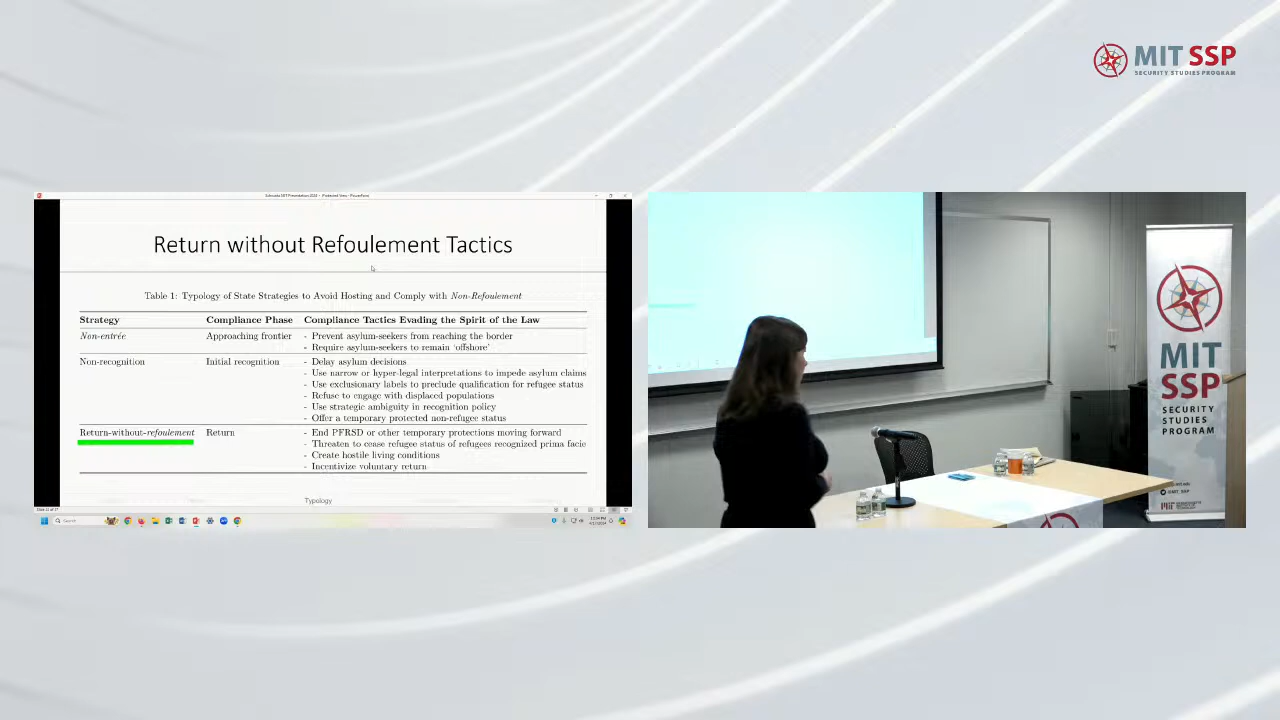 MIT SSP
SECURITY STUDIES PROGRAM
Return without Refoulement Tactics
Table 1: Typology of State Strategies to Avoid Hosting and Comply with Non-Refoulement
Strategy Compliance Phase Compliance Tactics Evading the Spirit of the Law
Non-entrée Approaching frontier - Prevent asylum-seekers from reaching the border
- Require asylum-seekers to remain 'offshore'
Non-recognition Initial recognition - Delay asylum decisions
- Use narrow or hyper-legal interpretations to impede asylum claims
- Use exclusionary labels to preclude qualification for refugee status
- Refuse to engage with displaced populations
- Use strategic ambiguity in recognition policy
- Offer a temporary protected non-refugee status
Return-without-refoulement Return - End PFRSD or other temporary protections moving forward
- Threaten to cease refugee status of refugees recognized prima facie
- Create hostile living conditions
- Incentivize voluntary return
Typology
Search
MIT
SSP
SECURITY
STUDIES
PROGRAM